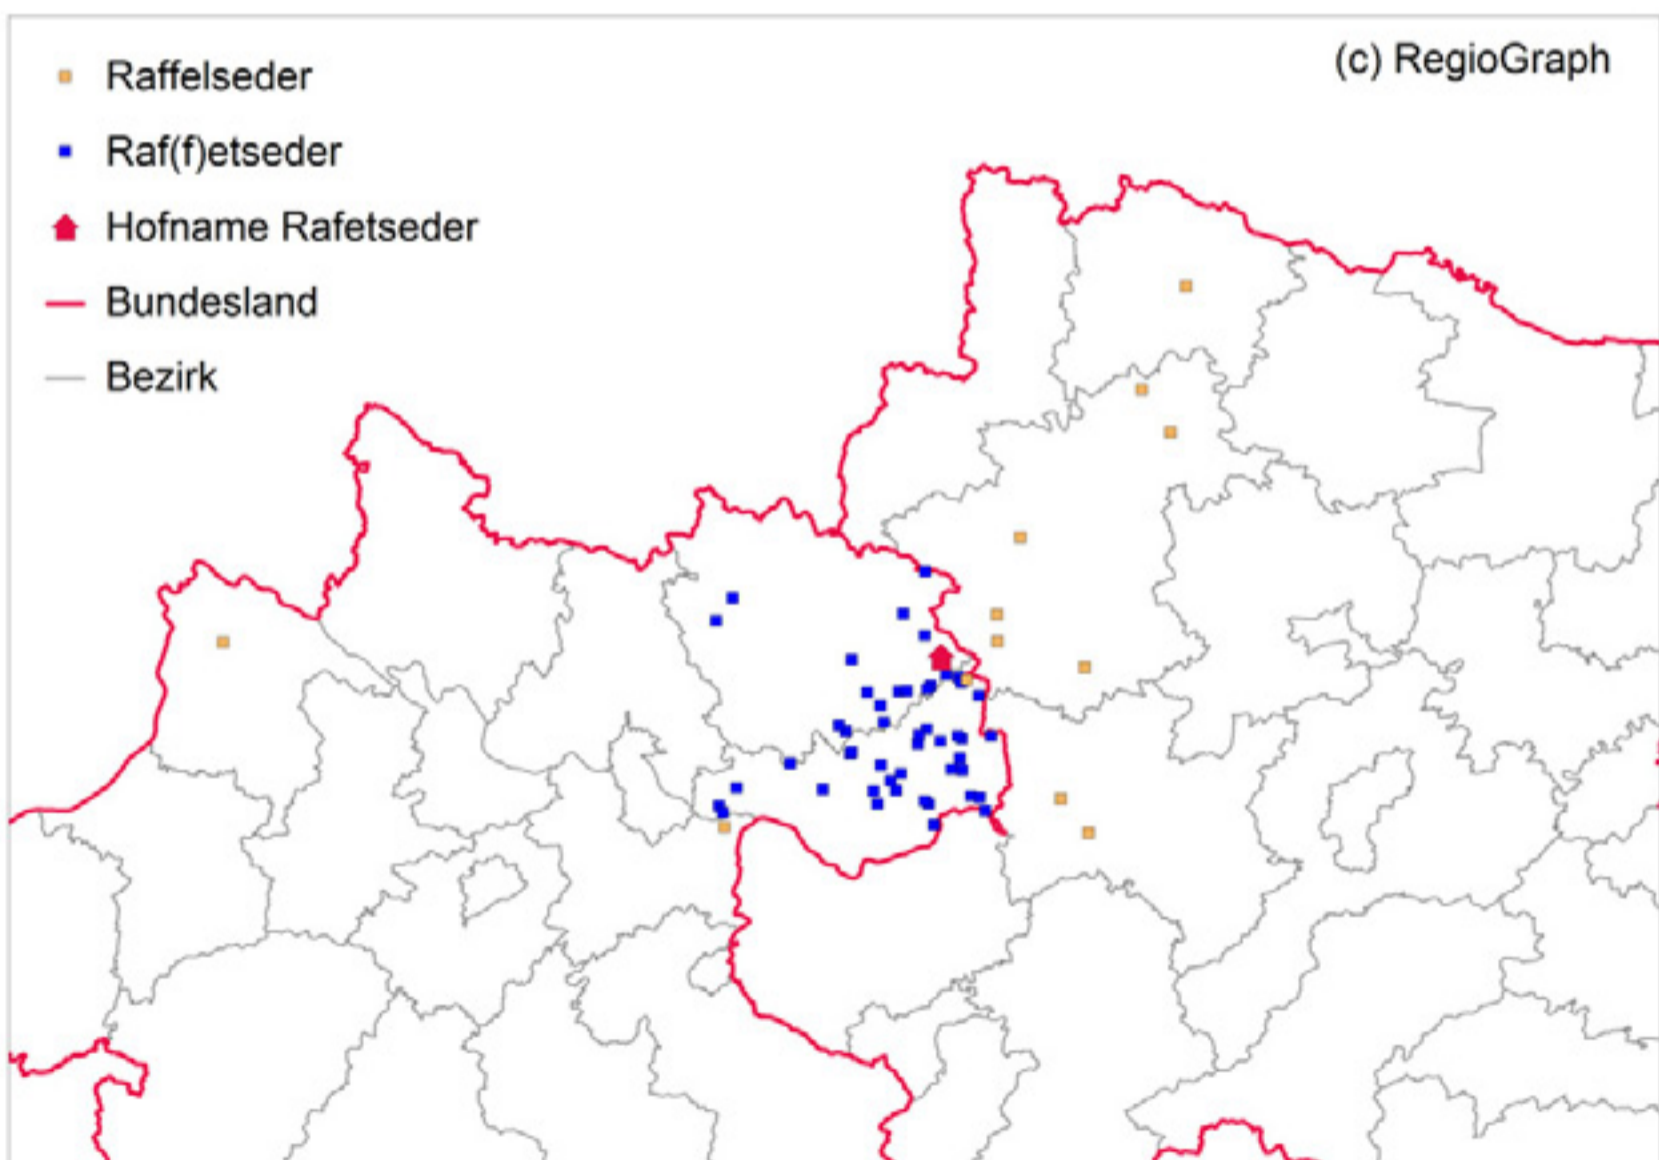 (c) RegioGraph
Raffelseder
Raf(f)etseder
Hofname Rafetseder
Bundesland
Bezirk